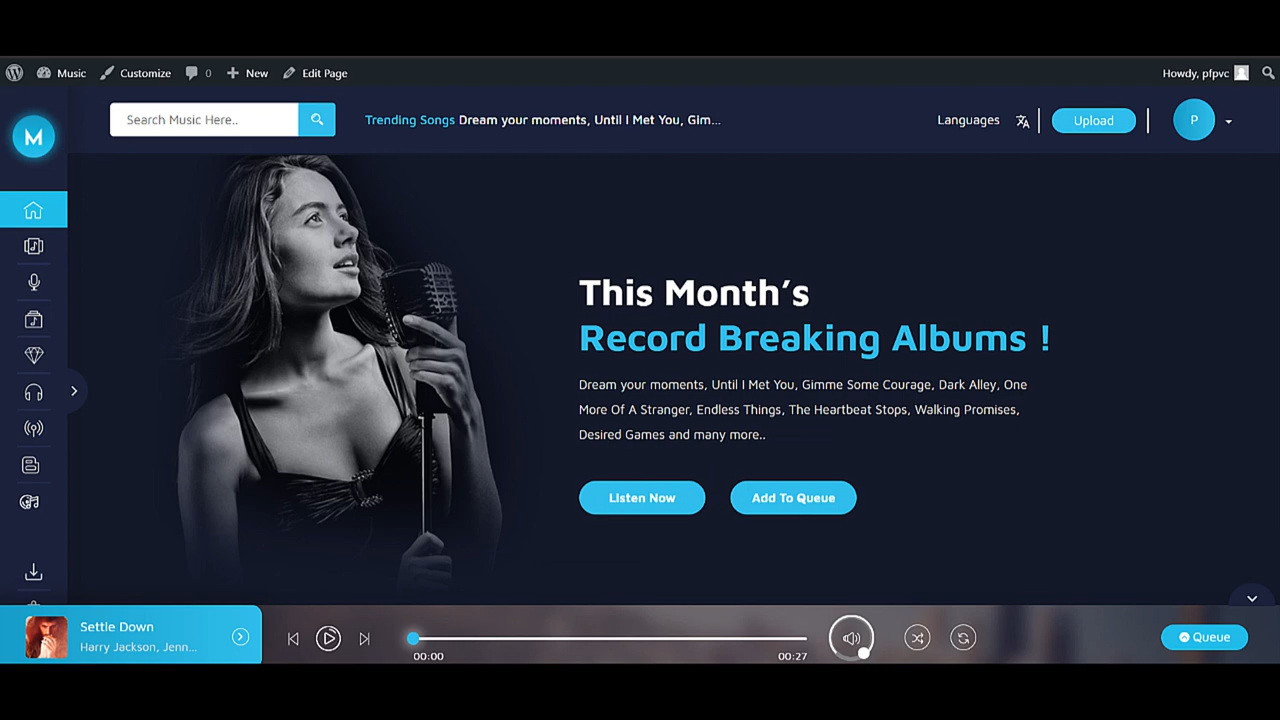 Music Customize 0 New Edit Page Howdy, pfpvc
M
Search Music Here..
Trending Songs Dream your moments, Until I Met You, Gim...
Languages
Upload
P
This Month's
Record Breaking Albums !
Dream your moments, Until I Met You, Gimme Some Courage, Dark Alley, One
More Of A Stranger, Endless Things, The Heartbeat Stops, Walking Promises,
Desired Games and many more..
Listen Now
Add To Queue
Settle Down
Harry Jackson, Jenn...
00:00
00:27
Queue